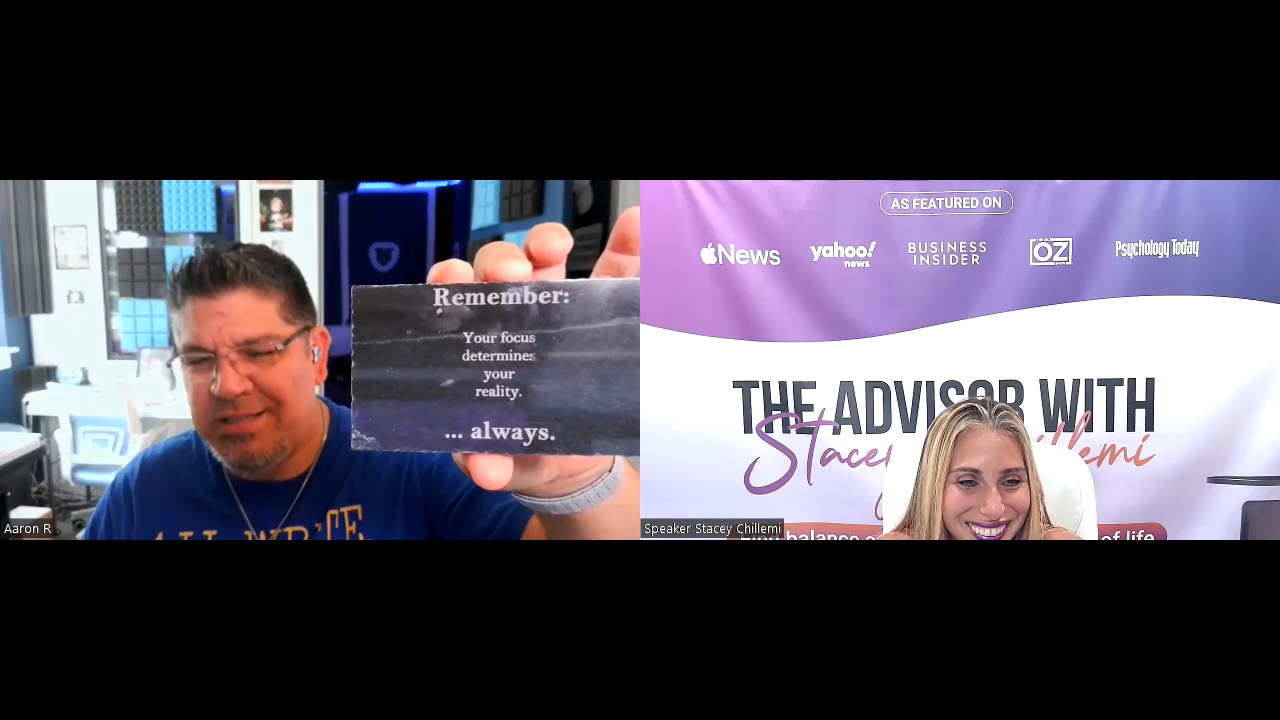 Remember:
Your focus
determines
your
reality.
... always.
Aaron R
AS FEATURED ON
News
yahoo!
news
BUSINESS
INSIDER
OZ
Psychology Today
THE ADVISOR WITH
of life
Speaker Stacey Chillemi